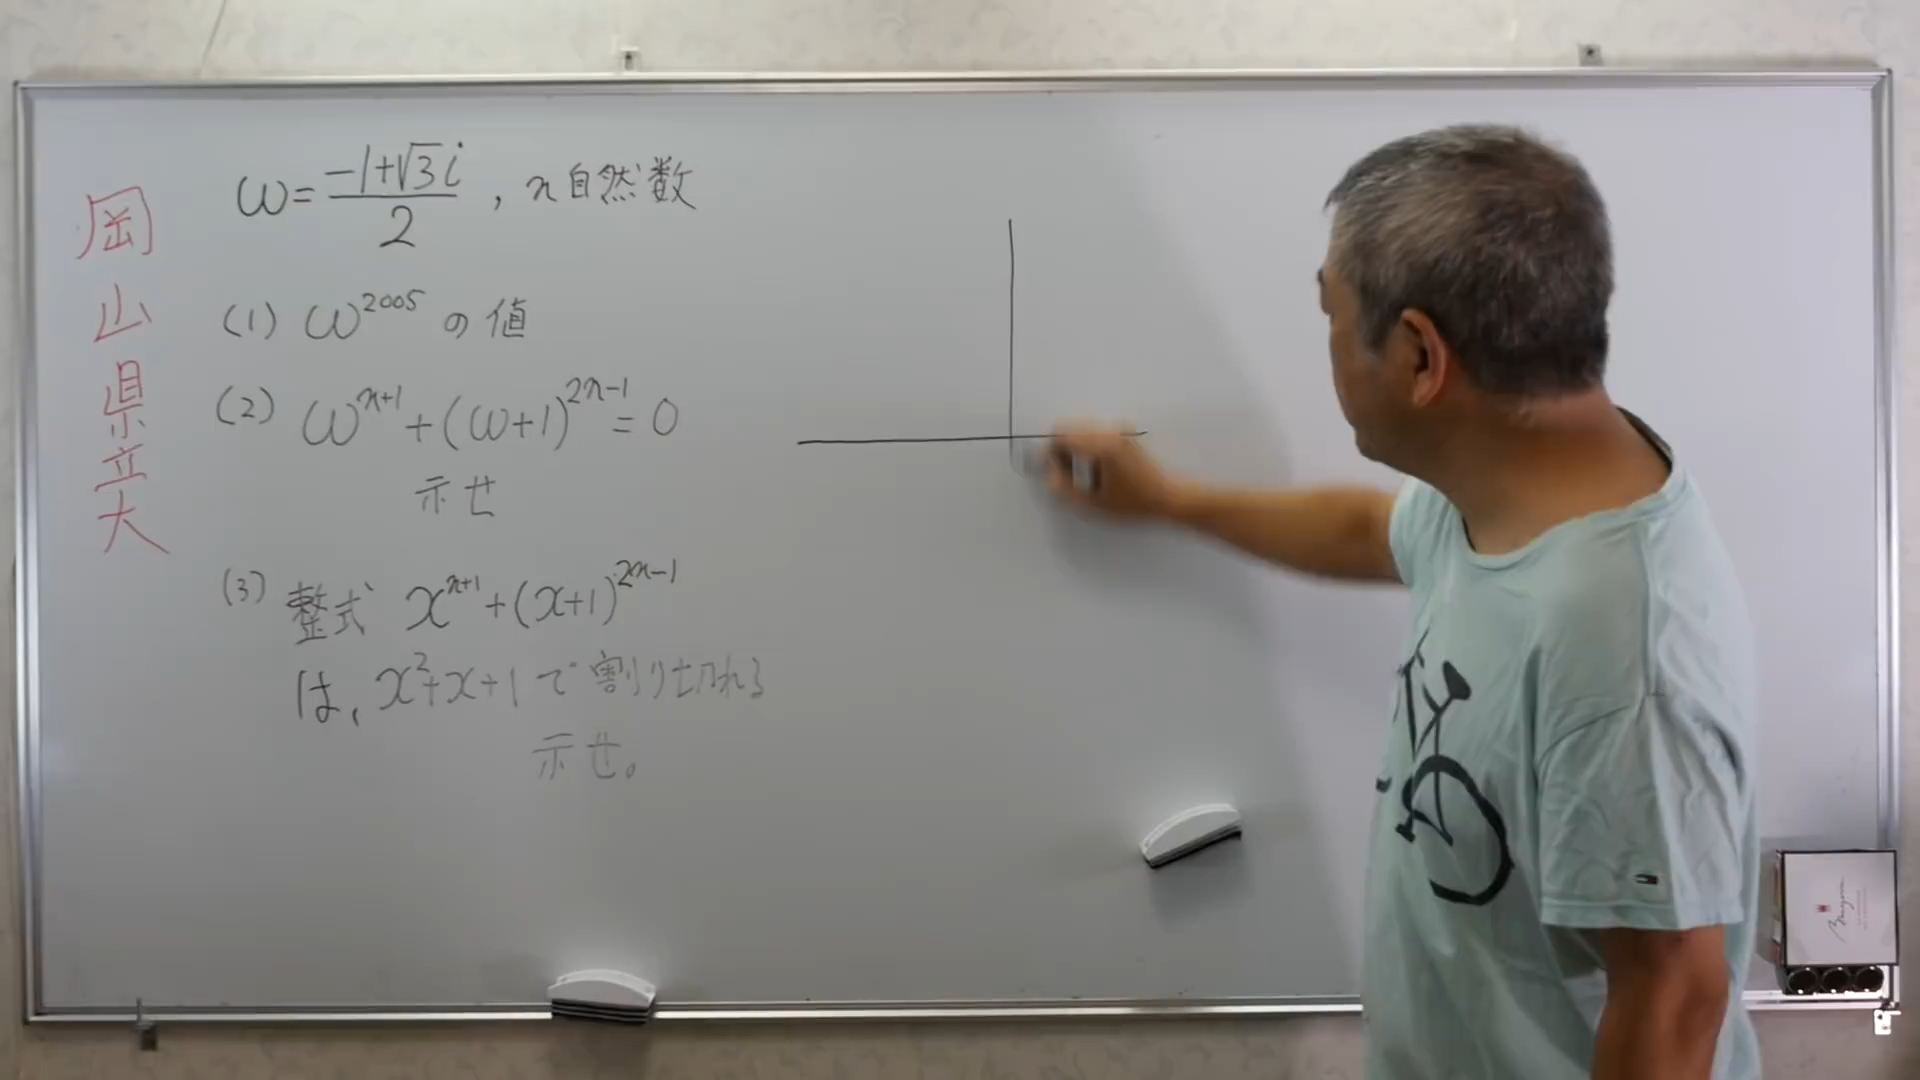 岡山県立大
ω=(-1+√3i)/2, n自然数
(1) ω^2005 の値
(2) ω^{n+1}+(ω+1)^{2n-1}=0
示せ
(3) 整式 x^{n+1}+(x+1)^{2n-1}
は, x²+x+1で割り切れる
示せ。